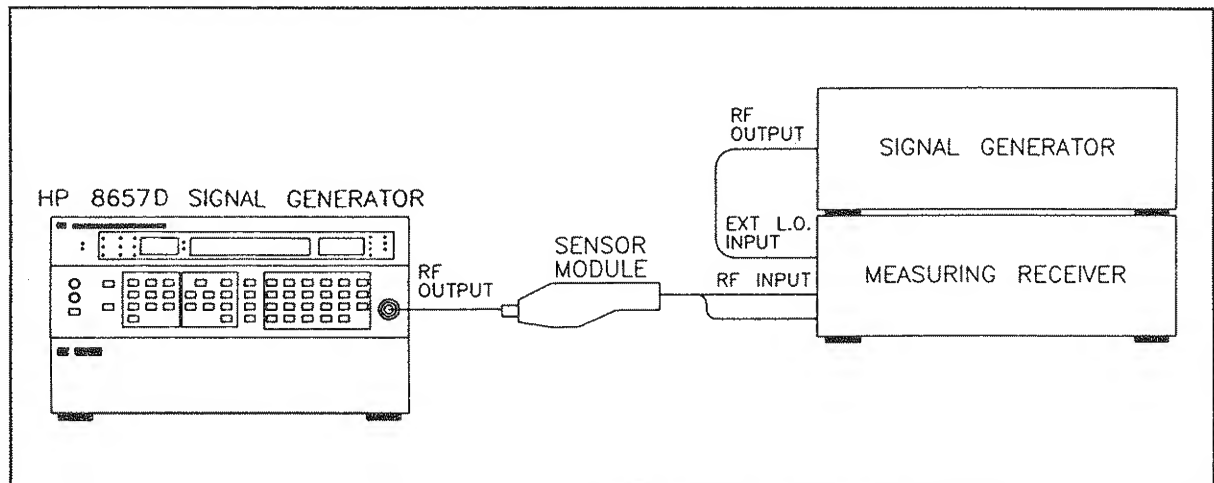 HP 8657D SIGNAL GENERATOR
RF
OUTPUT
SENSOR
MODULE
RF
OUTPUT
EXT L.O.
INPUT
RF INPUT
SIGNAL GENERATOR
MEASURING RECEIVER